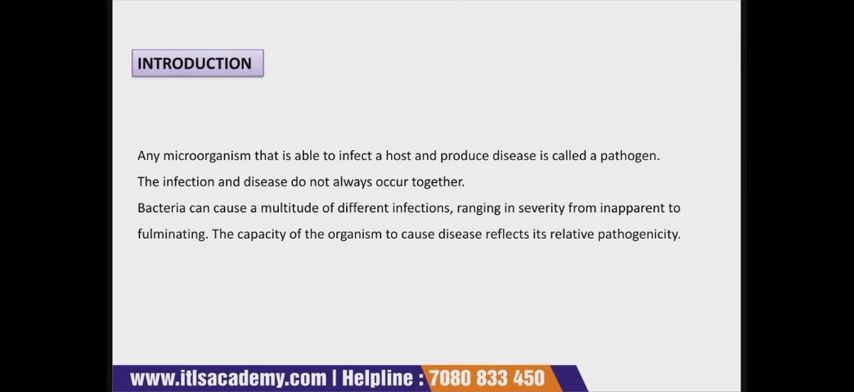 INTRODUCTION
Any microorganism that is able to infect a host and produce disease is called a pathogen.
The infection and disease do not always occur together.
Bacteria can cause a multitude of different infections, ranging in severity from inapparent to
fulminating. The capacity of the organism to cause disease reflects its relative pathogenicity.
www.itlsacademy.com | Helpline : 7080 833 450